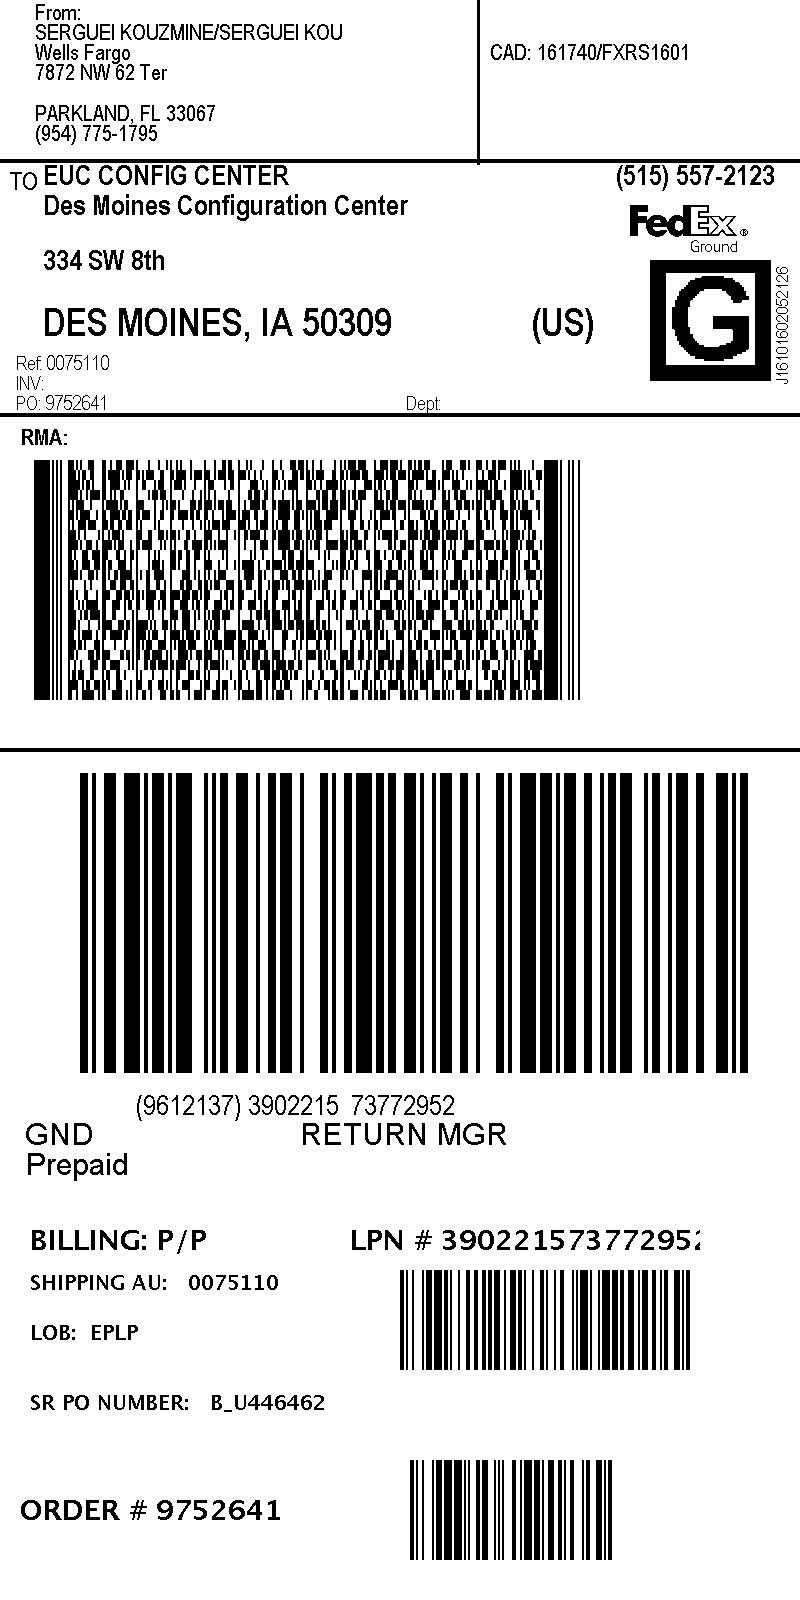 From:
SERGUEI KOUZMINE/SERGUEI KOU
Wells Fargo
7872 NW 62 Ter
PARKLAND, FL 33067
(954) 775-1795
CAD: 161740/FXRS1601
TO EUC CONFIG CENTER
(515) 557-2123
Des Moines Configuration Center
334 SW 8th
DES MOINES, IA 50309 (US)
FedEx®
Ground
G
J16101602052126
Ref: 0075110
INV:
PO: 9752641 Dept:
RMA:
(9612137) 3902215 73772952
GND RETURN MGR
Prepaid
BILLING: P/P LPN # 390221573772952
SHIPPING AU: 0075110
LOB: EPLP
SR PO NUMBER: B_U446462
ORDER # 9752641